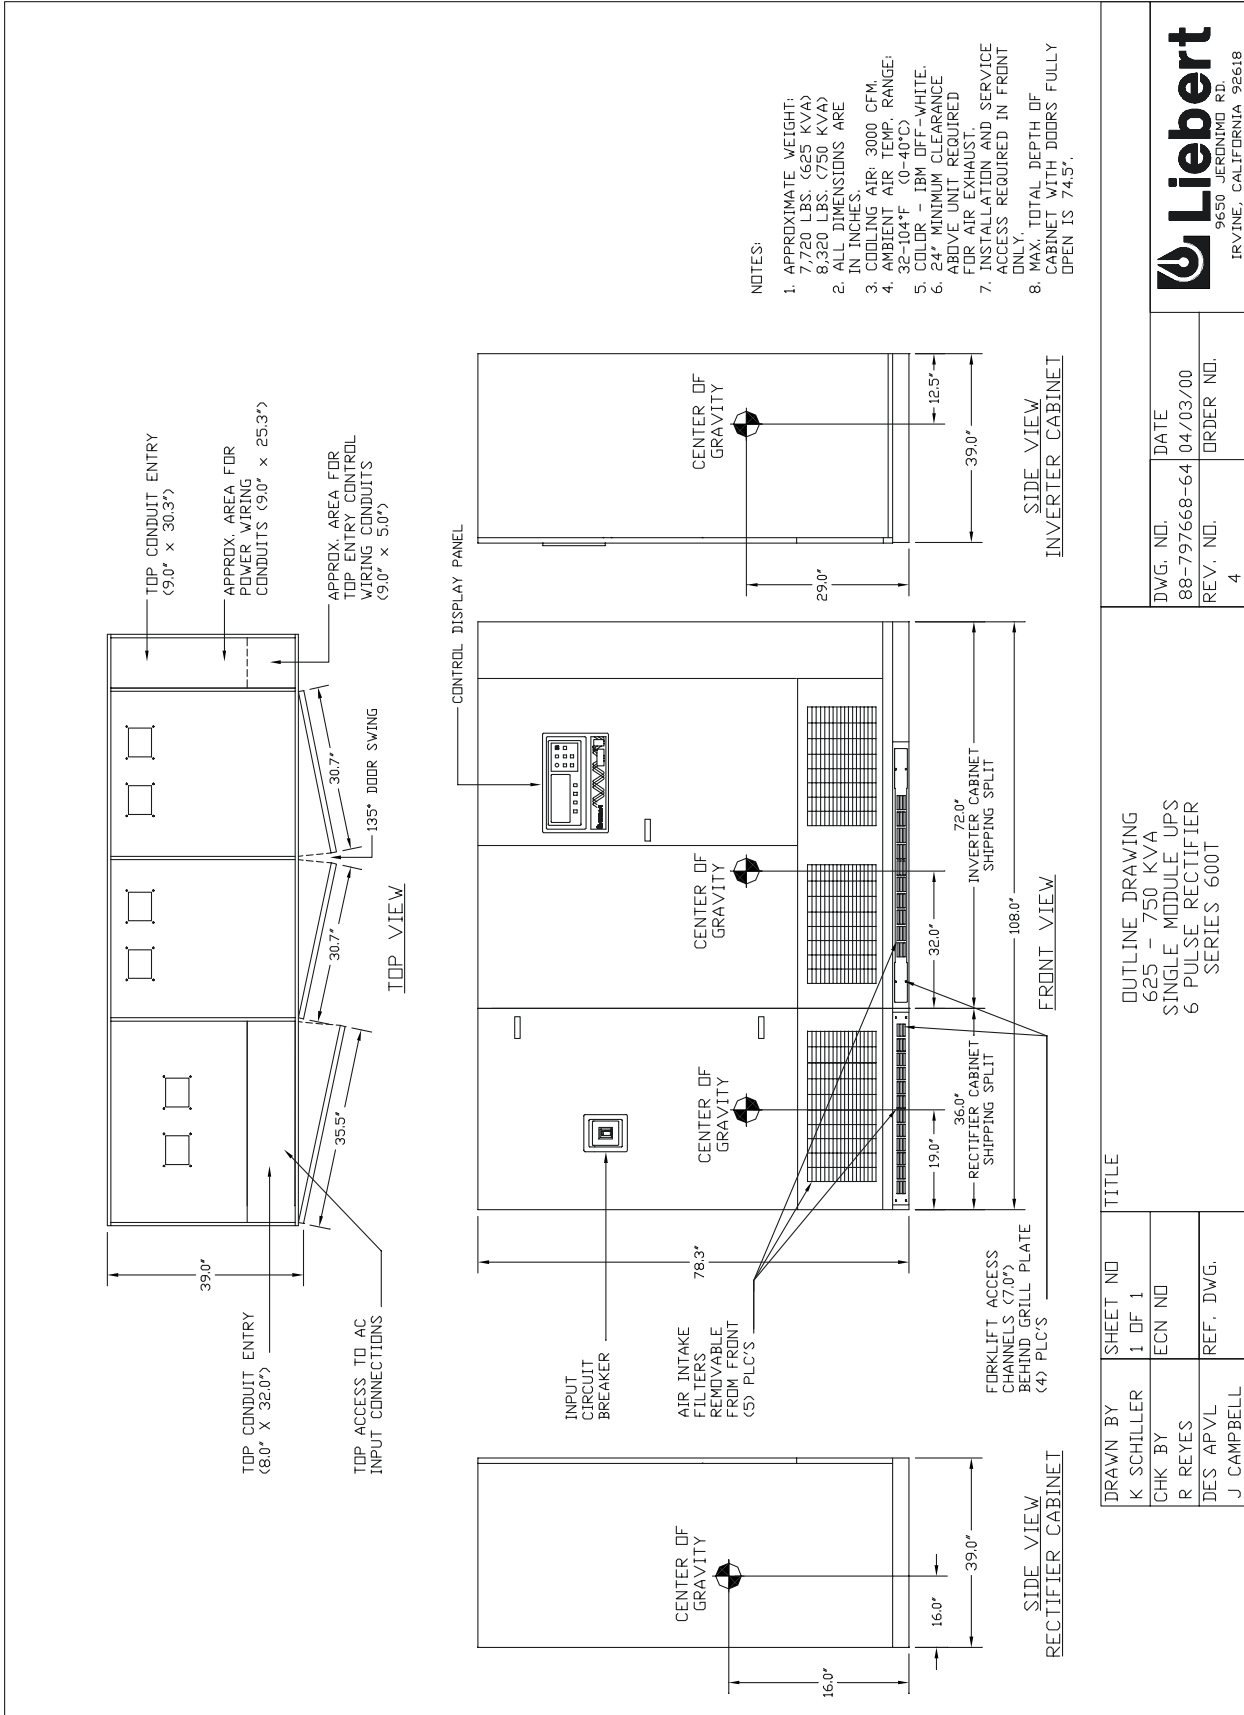 TOP CONDUIT ENTRY
(8.0" X 32.0")
TOP ACCESS TO AC
INPUT CONNECTIONS
39.0"
35.5"
30.7"
30.7"
135° DOOR SWING
TOP CONDUIT ENTRY
(9.0" x 30.3")
APPROX. AREA FOR
POWER WIRING
CONDUITS (9.0" x 25.3")
APPROX. AREA FOR
TOP ENTRY CONTROL
WIRING CONDUITS
(9.0" x 5.0")
TOP VIEW
CENTER OF
GRAVITY
16.0"
16.0"
39.0"
SIDE VIEW
RECTIFIER CABINET
INPUT
CIRCUIT
BREAKER
AIR INTAKE
FILTERS
REMOVABLE
FROM FRONT
(5) PLC'S
FORKLIFT ACCESS
CHANNELS (7.0")
BEHIND GRILL PLATE
(4) PLC'S
78.3"
CENTER OF
GRAVITY
CENTER OF
GRAVITY
CONTROL DISPLAY PANEL
19.0"
32.0"
36.0"
RECTIFIER CABINET
SHIPPING SPLIT
72.0"
INVERTER CABINET
SHIPPING SPLIT
108.0"
FRONT VIEW
CENTER OF
GRAVITY
29.0"
12.5"
39.0"
SIDE VIEW
INVERTER CABINET
NOTES:
1. APPROXIMATE WEIGHT:
7,720 LBS. (625 KVA)
8,320 LBS. (750 KVA)
2. ALL DIMENSIONS ARE
IN INCHES.
3. COOLING AIR: 3000 CFM.
4. AMBIENT AIR TEMP. RANGE:
32-104°F (0-40°C)
5. COLOR - IBM OFF-WHITE.
6. 24" MINIMUM CLEARANCE
ABOVE UNIT REQUIRED
FOR AIR EXHAUST.
7. INSTALLATION AND SERVICE
ACCESS REQUIRED IN FRONT
ONLY.
8. MAX. TOTAL DEPTH OF
CABINET WITH DOORS FULLY
OPEN IS 74.5".
DRAWN BY
K SCHILLER
CHK BY
R REYES
DES APVL
J CAMPBELL
SHEET NO
1 OF 1
ECN NO
REF. DWG.
TITLE
OUTLINE DRAWING
625 - 750 KVA
SINGLE MODULE UPS
6 PULSE RECTIFIER
SERIES 600T
DWG. NO.
88-797668-64
REV. NO.
4
DATE
04/03/00
ORDER NO.
Liebert
9650 JERONIMO RD.
IRVINE, CALIFORNIA 92618